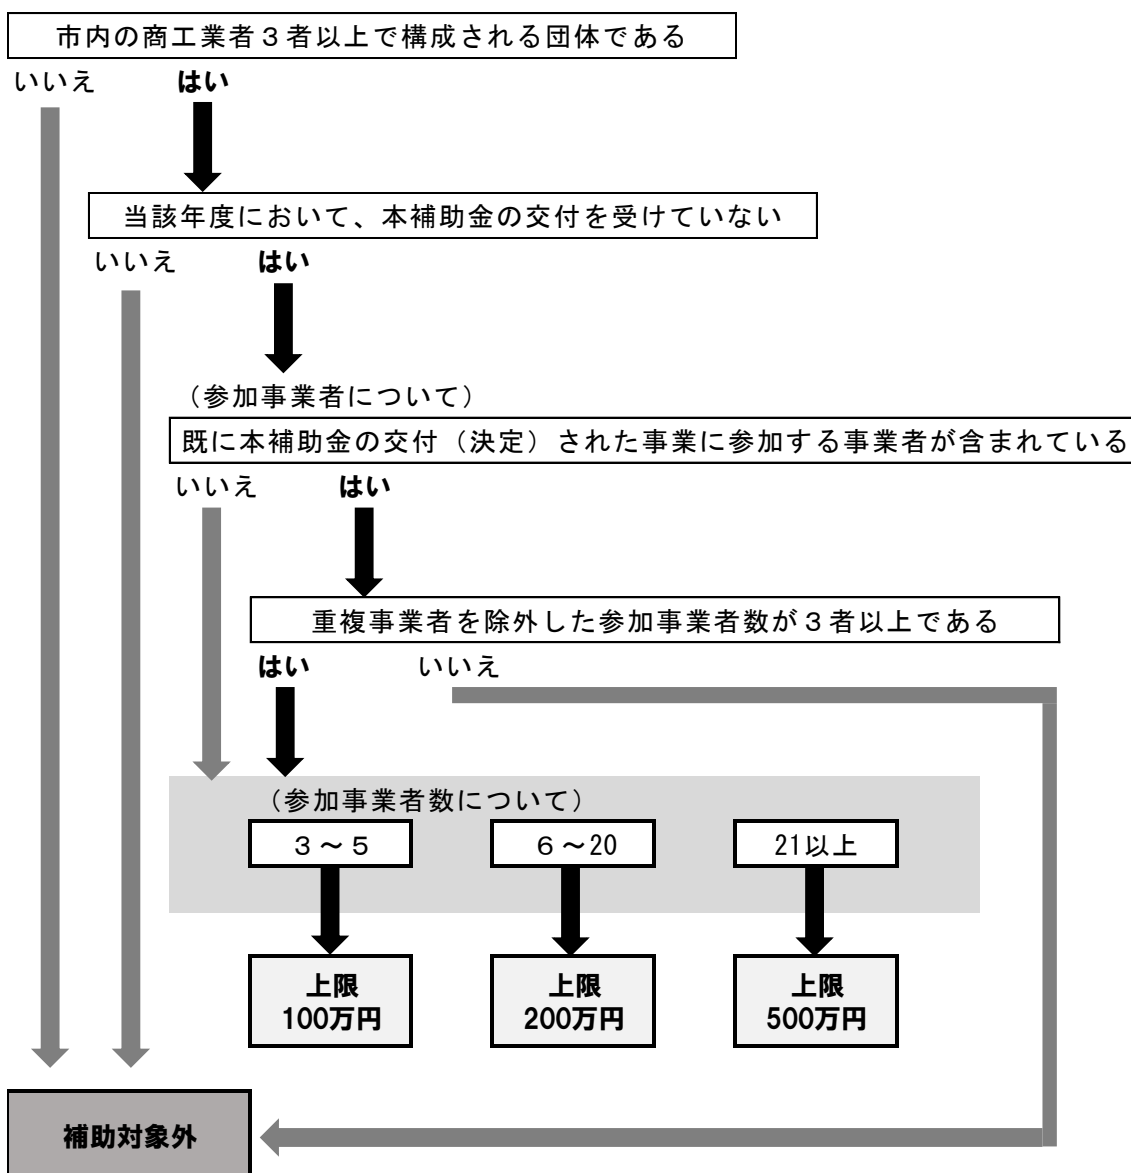 市内の商工業者３者以上で構成される団体である
いいえ はい
当該年度において、本補助金の交付を受けていない
いいえ はい
（参加事業者について）
既に本補助金の交付（決定）された事業に参加する事業者が含まれている
いいえ はい
重複事業者を除外した参加事業者数が３者以上である
はい いいえ
（参加事業者数について）
３～５ ６～20 21以上
上限 上限 上限
100万円 200万円 500万円
補助対象外